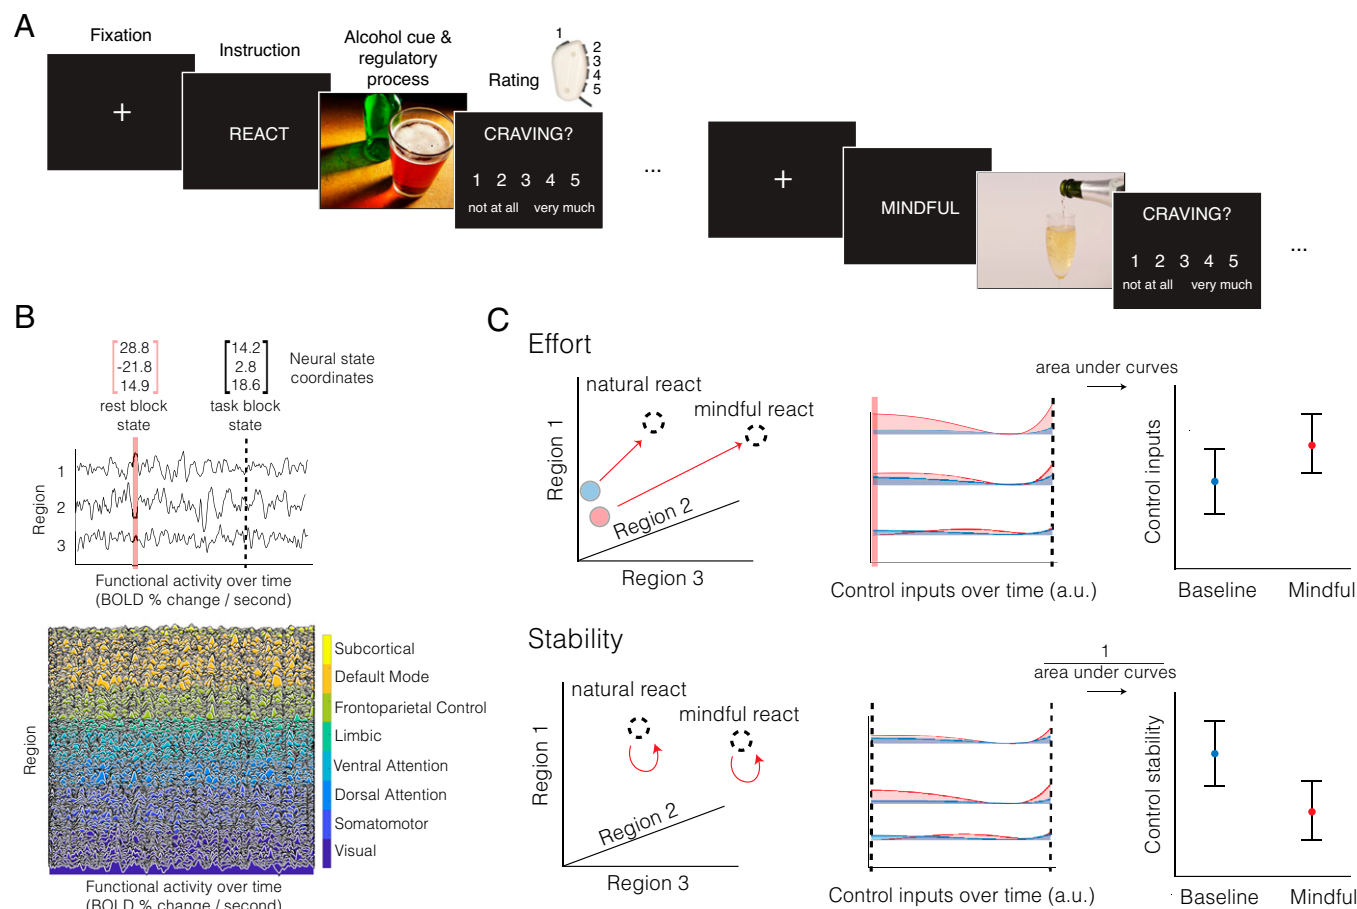 A
Fixation
Instruction
Alcohol cue &
regulatory
process
Rating
1
2
3
4
5
+
REACT
CRAVING?
1 2 3 4 5
not at all very much
...
+
MINDFUL
CRAVING?
1 2 3 4 5
not at all very much
...
B
28.8
-21.8
14.9
14.2
2.8
18.6
Neural state
coordinates
rest block
state
task block
state
Region
1
2
3
Functional activity over time
(BOLD % change / second)
Region
Subcortical
Default Mode
Frontoparietal Control
Limbic
Ventral Attention
Dorsal Attention
Somatomotor
Visual
Functional activity over time
(BOLD % change / second)
C
Effort
natural react
mindful react
Region 1
Region 2
Region 3
Control inputs over time (a.u.)
area under curves
Control inputs
Baseline Mindful
Stability
natural react
mindful react
Region 1
Region 2
Region 3
Control inputs over time (a.u.)
1
area under curves
Control stability
Baseline Mindful